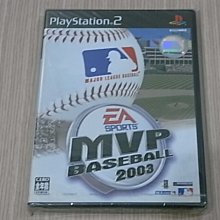 PlayStation 2
MAJOR LEAGUE BASEBALL
EA
SPORTS
MVP
BASEBALL
2003